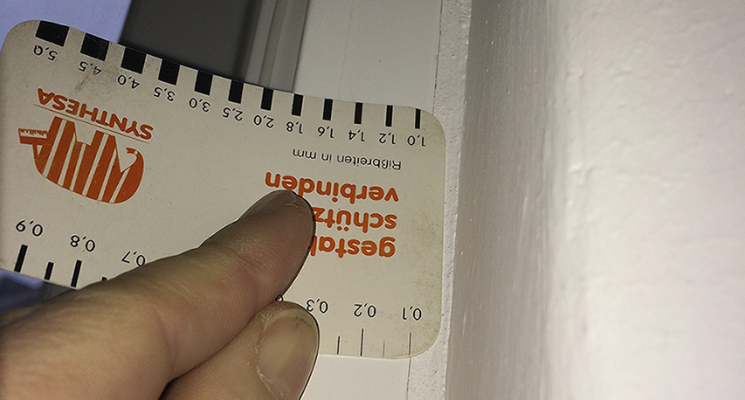 0,1 0,2 0,3 0,7 0,8 0,9
gestal
schütz
verbinden
Rißbreiten in mm
SYNTHESA
1,0 1,2 1,4 1,6 1,8 2,0 2,5 3,0 3,5 4,0 4,5 5,0